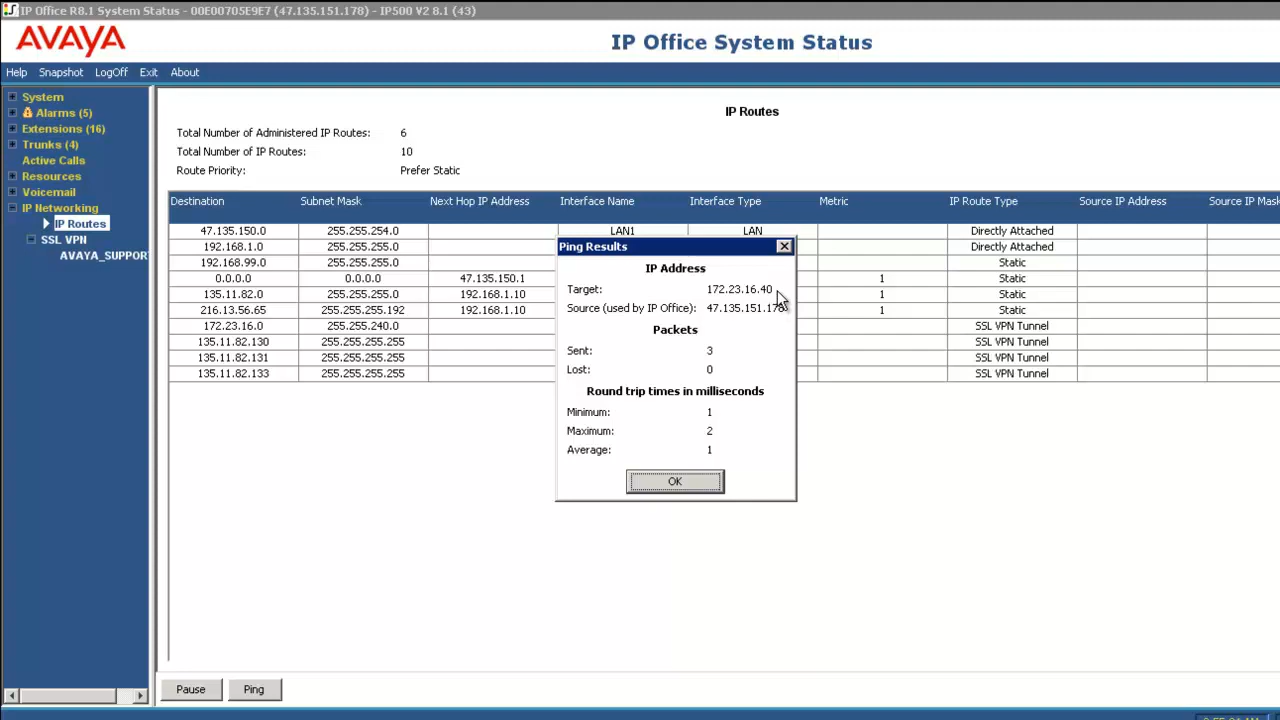 IP Office R8.1 System Status - 00E00705E9E7 (47.135.151.178) - IP500 V2 8.1 (43)
AVAYA
IP Office System Status
Help Snapshot LogOff Exit About
System
Alarms (5)
Extensions (16)
Trunks (4)
Active Calls
Resources
Voicemail
IP Networking
IP Routes
SSL VPN
AVAYA_SUPPOR
IP Routes
Total Number of Administered IP Routes: 6
Total Number of IP Routes: 10
Route Priority: Prefer Static
Destination Subnet Mask Next Hop IP Address Interface Name Interface Type Metric IP Route Type Source IP Address Source IP Mask
47.135.150.0 255.255.254.0 LAN1 LAN Directly Attached
192.168.1.0 255.255.255.0 Directly Attached
192.168.99.0 255.255.255.0 Static
0.0.0.0 0.0.0.0 47.135.150.1 1 Static
135.11.82.0 255.255.255.0 192.168.1.10 1 Static
216.13.56.65 255.255.255.192 192.168.1.10 1 Static
172.23.16.0 255.255.240.0 SSL VPN Tunnel
135.11.82.130 255.255.255.255 SSL VPN Tunnel
135.11.82.131 255.255.255.255 SSL VPN Tunnel
135.11.82.133 255.255.255.255 SSL VPN Tunnel
Ping Results
IP Address
Target: 172.23.16.40
Source (used by IP Office): 47.135.151.178
Packets
Sent: 3
Lost: 0
Round trip times in milliseconds
Minimum: 1
Maximum: 2
Average: 1
OK
Pause Ping